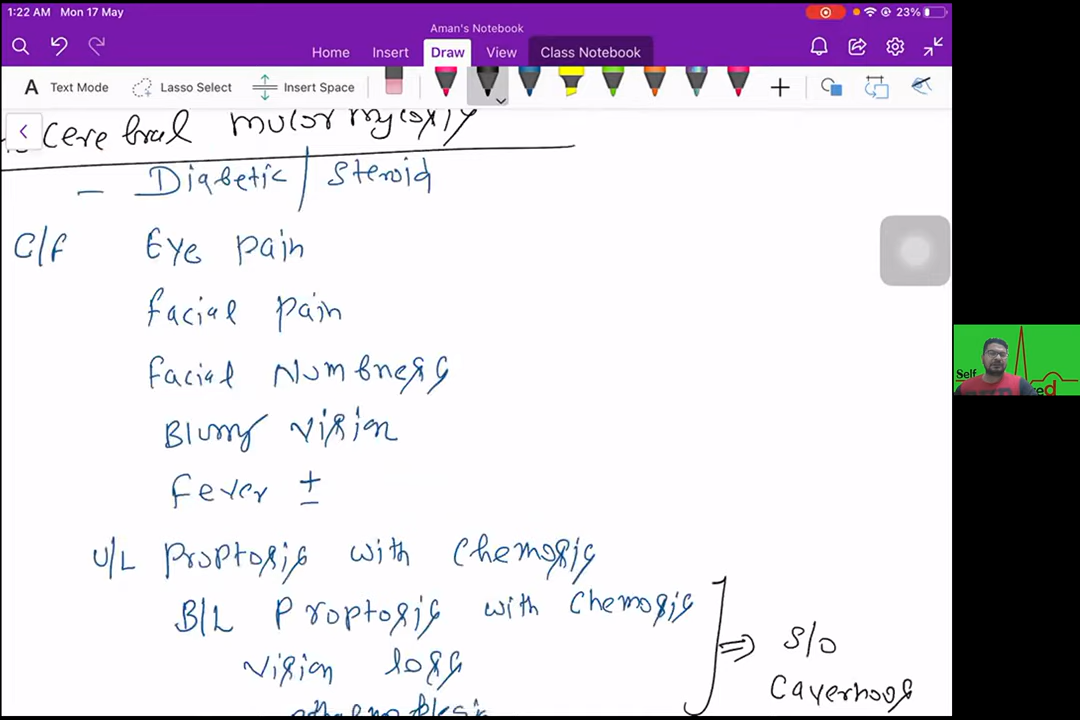 1:22 AM Mon 17 May
23%
Aman's Notebook
Home Insert Draw View Class Notebook
A Text Mode Lasso Select Insert Space
cerebral mucormycosis
- Diabetic / Steroid
C/f Eye pain
facial pain
facial Numbness
Blurry vision
Fever ±
U/L Proptosis with Chemosis
B/L Proptosis with Chemosis
vision loss
⇒ S/O
Cavernous
Self